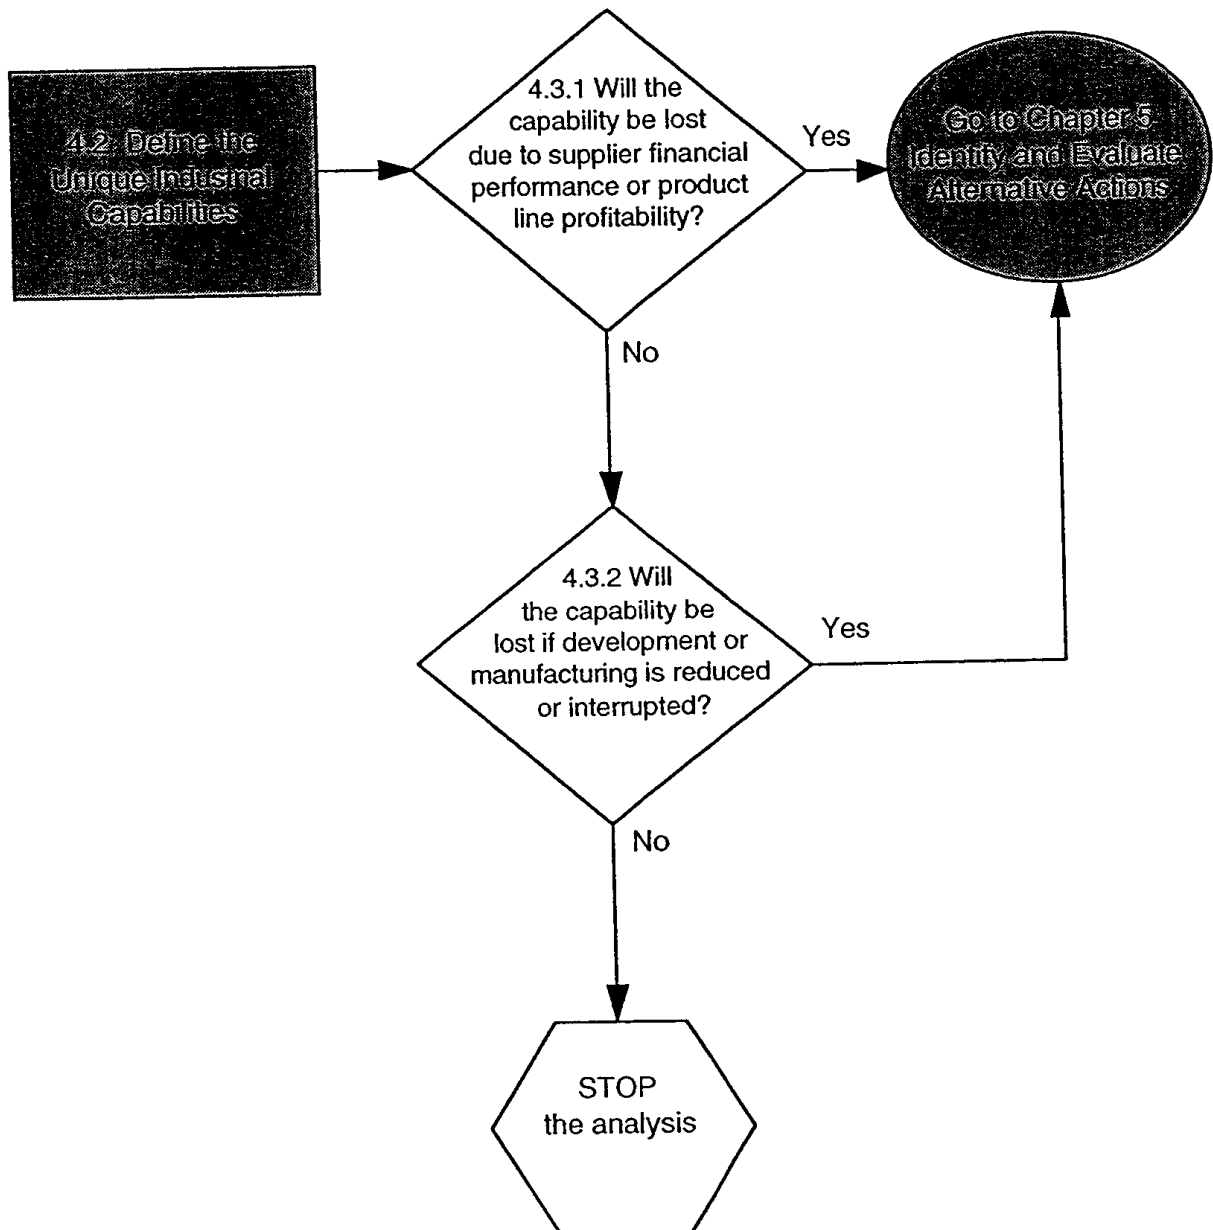 4.2 Define the
Unique Industrial
Capabilities
4.3.1 Will the
capability be lost
due to supplier financial
performance or product
line profitability?
Yes
Go to Chapter 5
Identity and Evaluate
Alternative Actions
No
4.3.2 Will
the capability be
lost if development or
manufacturing is reduced
or interrupted?
Yes
No
STOP
the analysis